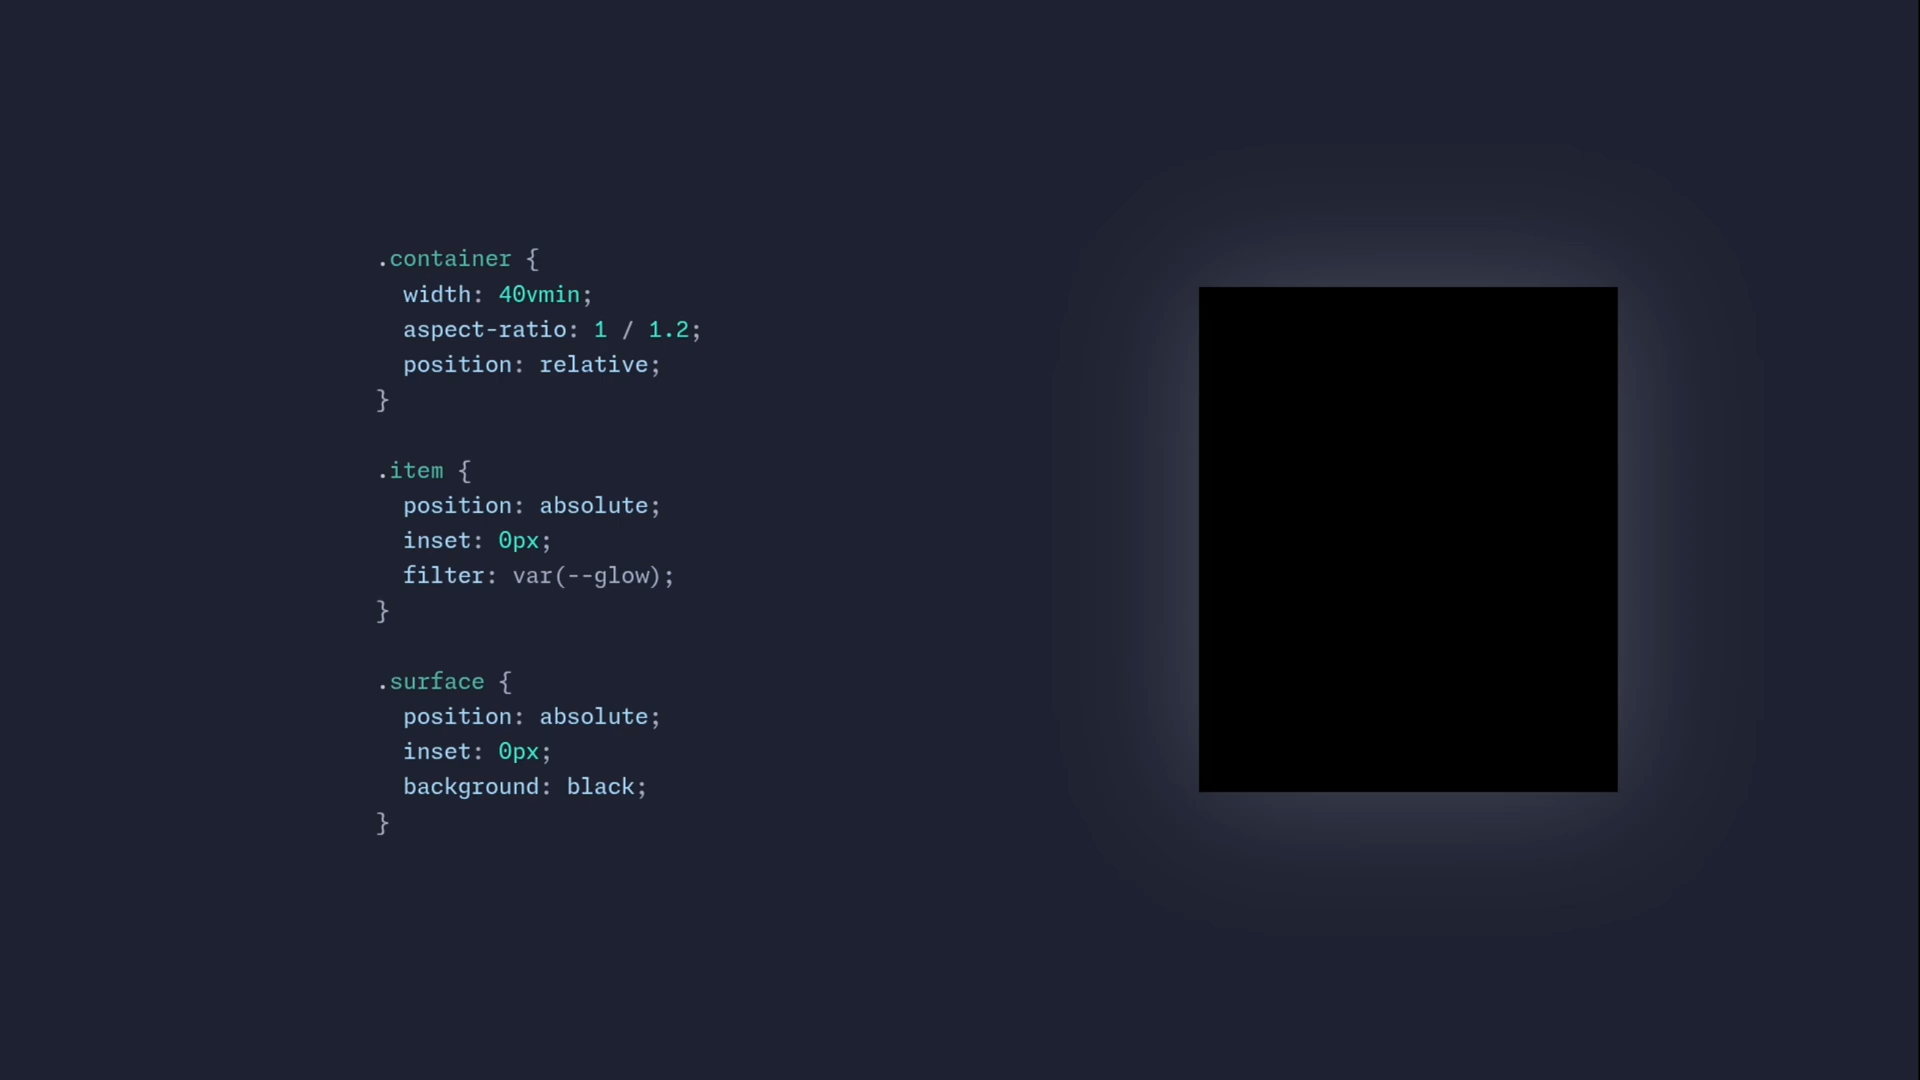 .container {
  width: 40vmin;
  aspect-ratio: 1 / 1.2;
  position: relative;
}
.item {
  position: absolute;
  inset: 0px;
  filter: var(--glow);
}
.surface {
  position: absolute;
  inset: 0px;
  background: black;
}